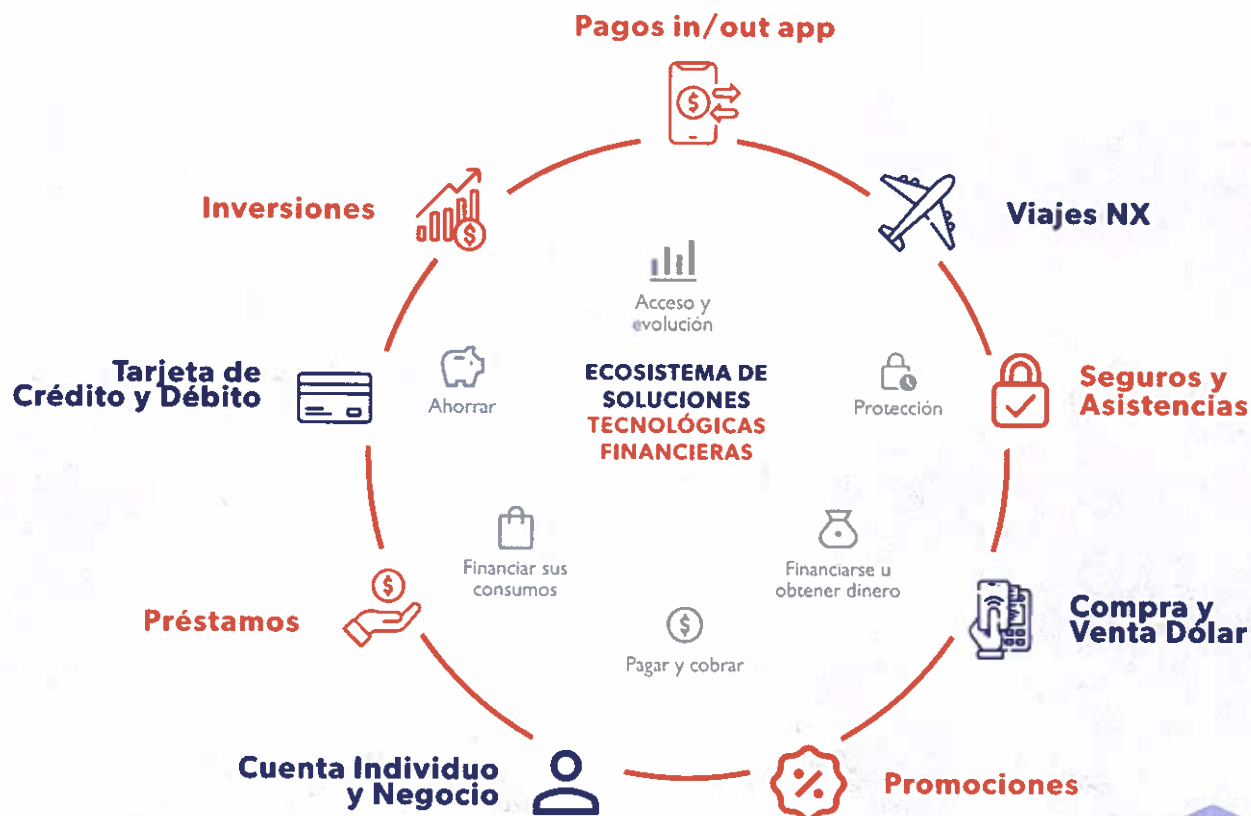 Pagos in/out app
Inversiones
Viajes NX
Acceso y
evolución
Tarjeta de
Crédito y Débito
Ahorrar
ECOSISTEMA DE
SOLUCIONES
TECNOLÓGICAS
FINANCIERAS
Protección
Seguros y
Asistencias
Financiar sus
consumos
Financiarse u
obtener dinero
Préstamos
Pagar y cobrar
Compra y
Venta Dólar
Cuenta Individuo
y Negocio
Promociones